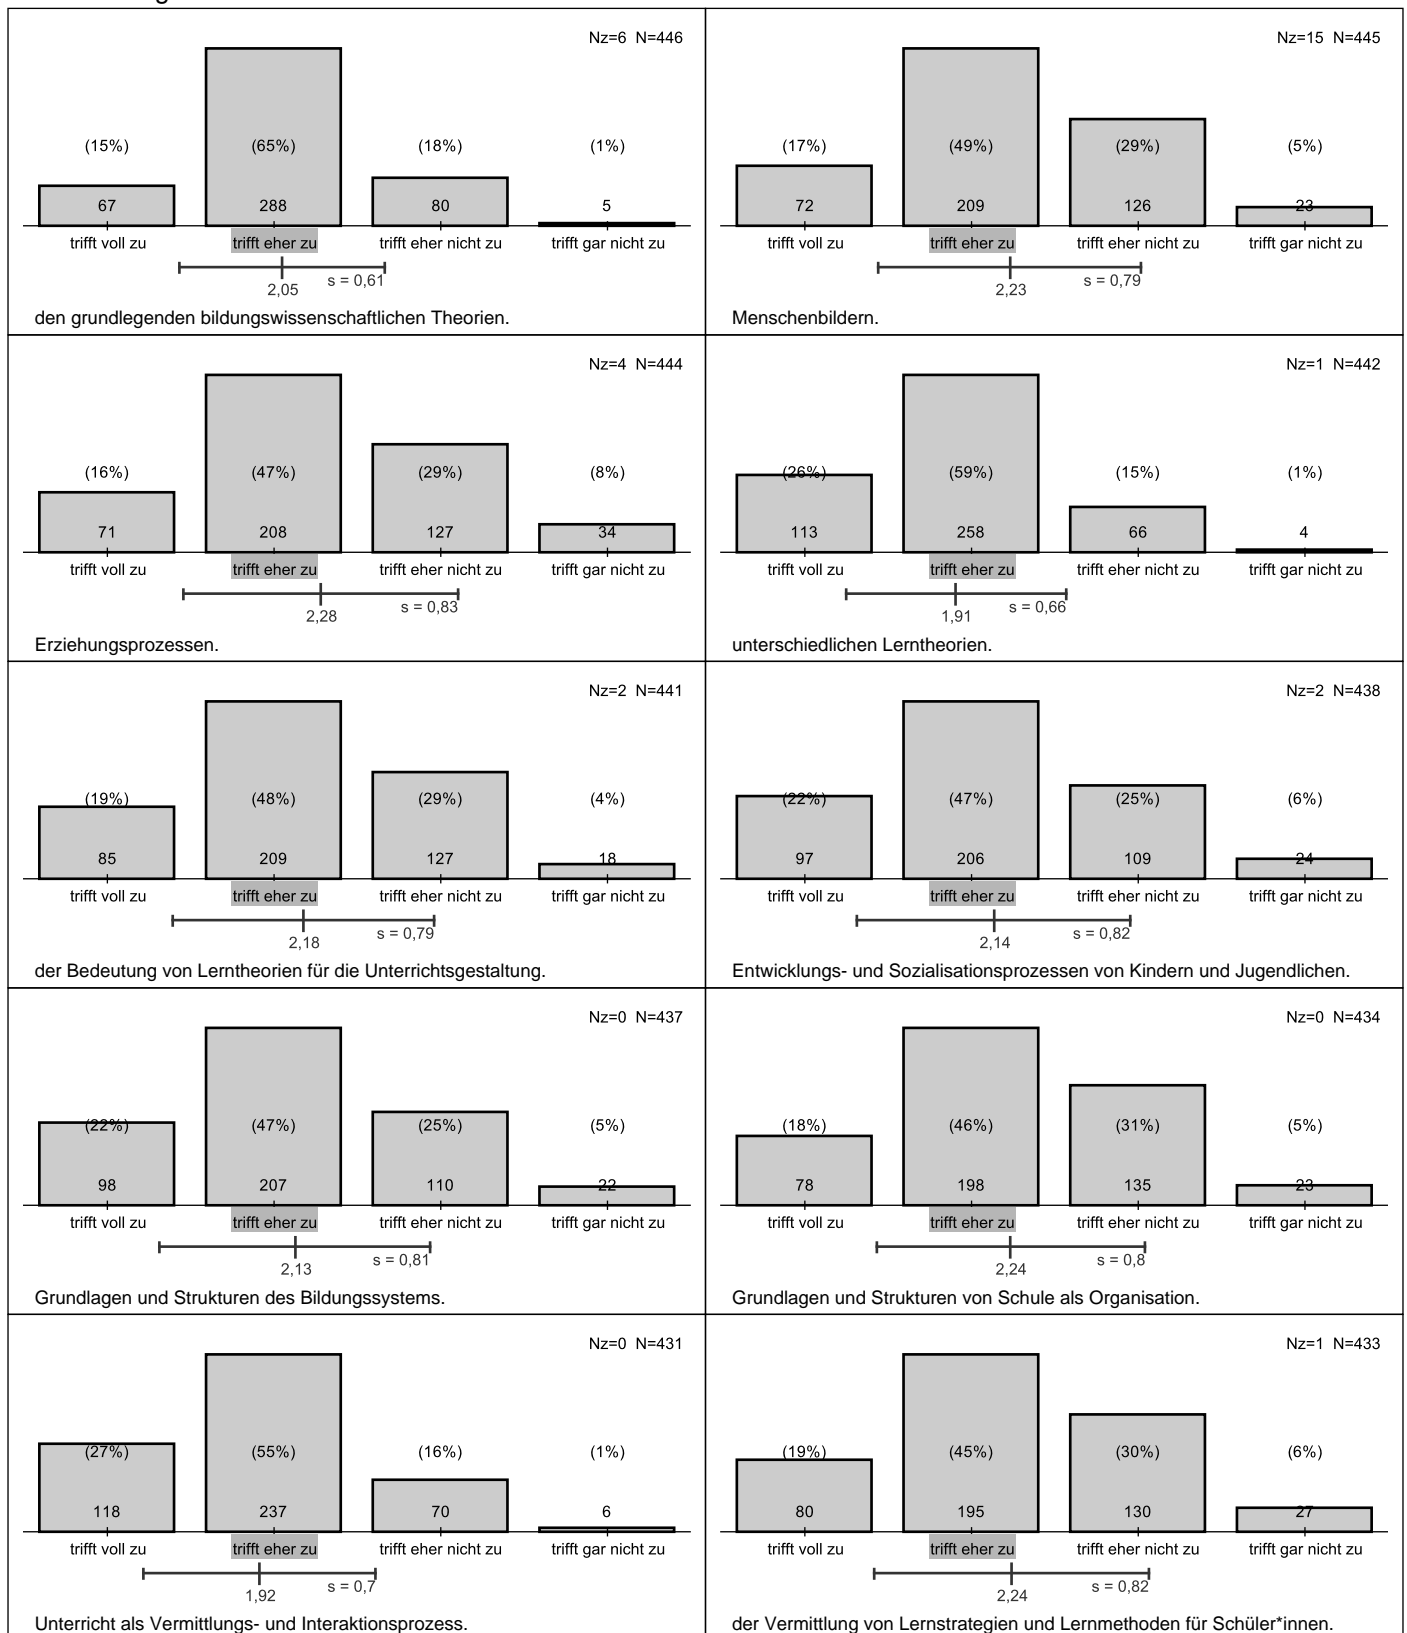 Nz=6 N=446
(15%) (65%) (18%) (1%)
67 288 80 5
trifft voll zu trifft eher zu trifft eher nicht zu trifft gar nicht zu
s = 0,61
2,05
den grundlegenden bildungswissenschaftlichen Theorien.
Nz=15 N=445
(17%) (49%) (29%) (5%)
72 209 126 23
trifft voll zu trifft eher zu trifft eher nicht zu trifft gar nicht zu
s = 0,79
2,23
Menschenbildern.
Nz=4 N=444
(16%) (47%) (29%) (8%)
71 208 127 34
trifft voll zu trifft eher zu trifft eher nicht zu trifft gar nicht zu
s = 0,83
2,28
Erziehungsprozessen.
Nz=1 N=442
(26%) (59%) (15%) (1%)
113 258 66 4
trifft voll zu trifft eher zu trifft eher nicht zu trifft gar nicht zu
s = 0,66
1,91
unterschiedlichen Lerntheorien.
Nz=2 N=441
(19%) (48%) (29%) (4%)
85 209 127 18
trifft voll zu trifft eher zu trifft eher nicht zu trifft gar nicht zu
s = 0,79
2,18
der Bedeutung von Lerntheorien für die Unterrichtsgestaltung.
Nz=2 N=438
(22%) (47%) (25%) (6%)
97 206 109 24
trifft voll zu trifft eher zu trifft eher nicht zu trifft gar nicht zu
s = 0,82
2,14
Entwicklungs- und Sozialisationsprozessen von Kindern und Jugendlichen.
Nz=0 N=437
(22%) (47%) (25%) (5%)
98 207 110 22
trifft voll zu trifft eher zu trifft eher nicht zu trifft gar nicht zu
s = 0,81
2,13
Grundlagen und Strukturen des Bildungssystems.
Nz=0 N=434
(18%) (46%) (31%) (5%)
78 198 135 23
trifft voll zu trifft eher zu trifft eher nicht zu trifft gar nicht zu
s = 0,8
2,24
Grundlagen und Strukturen von Schule als Organisation.
Nz=0 N=431
(27%) (55%) (16%) (1%)
118 237 70 6
trifft voll zu trifft eher zu trifft eher nicht zu trifft gar nicht zu
s = 0,7
1,92
Unterricht als Vermittlungs- und Interaktionsprozess.
Nz=1 N=433
(19%) (45%) (30%) (6%)
80 195 130 27
trifft voll zu trifft eher zu trifft eher nicht zu trifft gar nicht zu
s = 0,82
2,24
der Vermittlung von Lernstrategien und Lernmethoden für Schüler*innen.